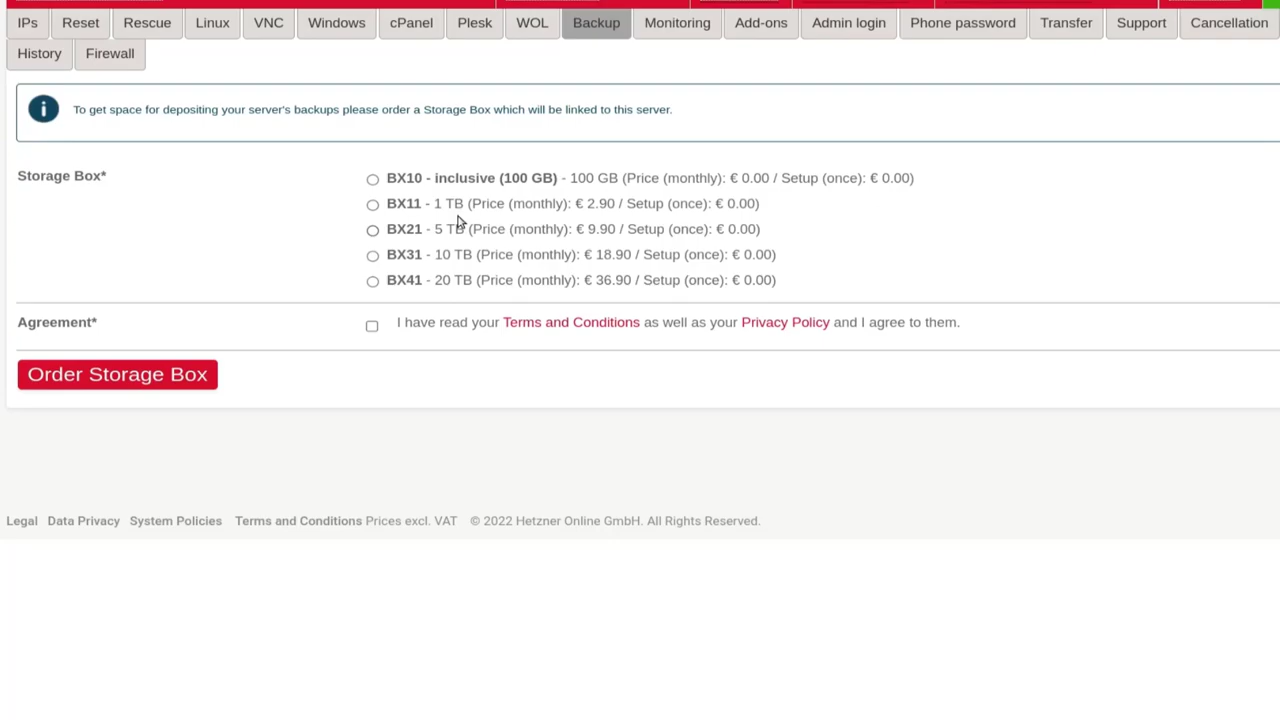 IPs Reset Rescue Linux VNC Windows cPanel Plesk WOL Backup Monitoring Add-ons Admin login Phone password Transfer Support Cancellation
History Firewall
To get space for depositing your server's backups please order a Storage Box which will be linked to this server.
Storage Box*
BX10 - inclusive (100 GB) - 100 GB (Price (monthly): € 0.00 / Setup (once): € 0.00)
BX11 - 1 TB (Price (monthly): € 2.90 / Setup (once): € 0.00)
BX21 - 5 TB (Price (monthly): € 9.90 / Setup (once): € 0.00)
BX31 - 10 TB (Price (monthly): € 18.90 / Setup (once): € 0.00)
BX41 - 20 TB (Price (monthly): € 36.90 / Setup (once): € 0.00)
Agreement* I have read your Terms and Conditions as well as your Privacy Policy and I agree to them.
Order Storage Box
Legal Data Privacy System Policies Terms and Conditions Prices excl. VAT © 2022 Hetzner Online GmbH. All Rights Reserved.